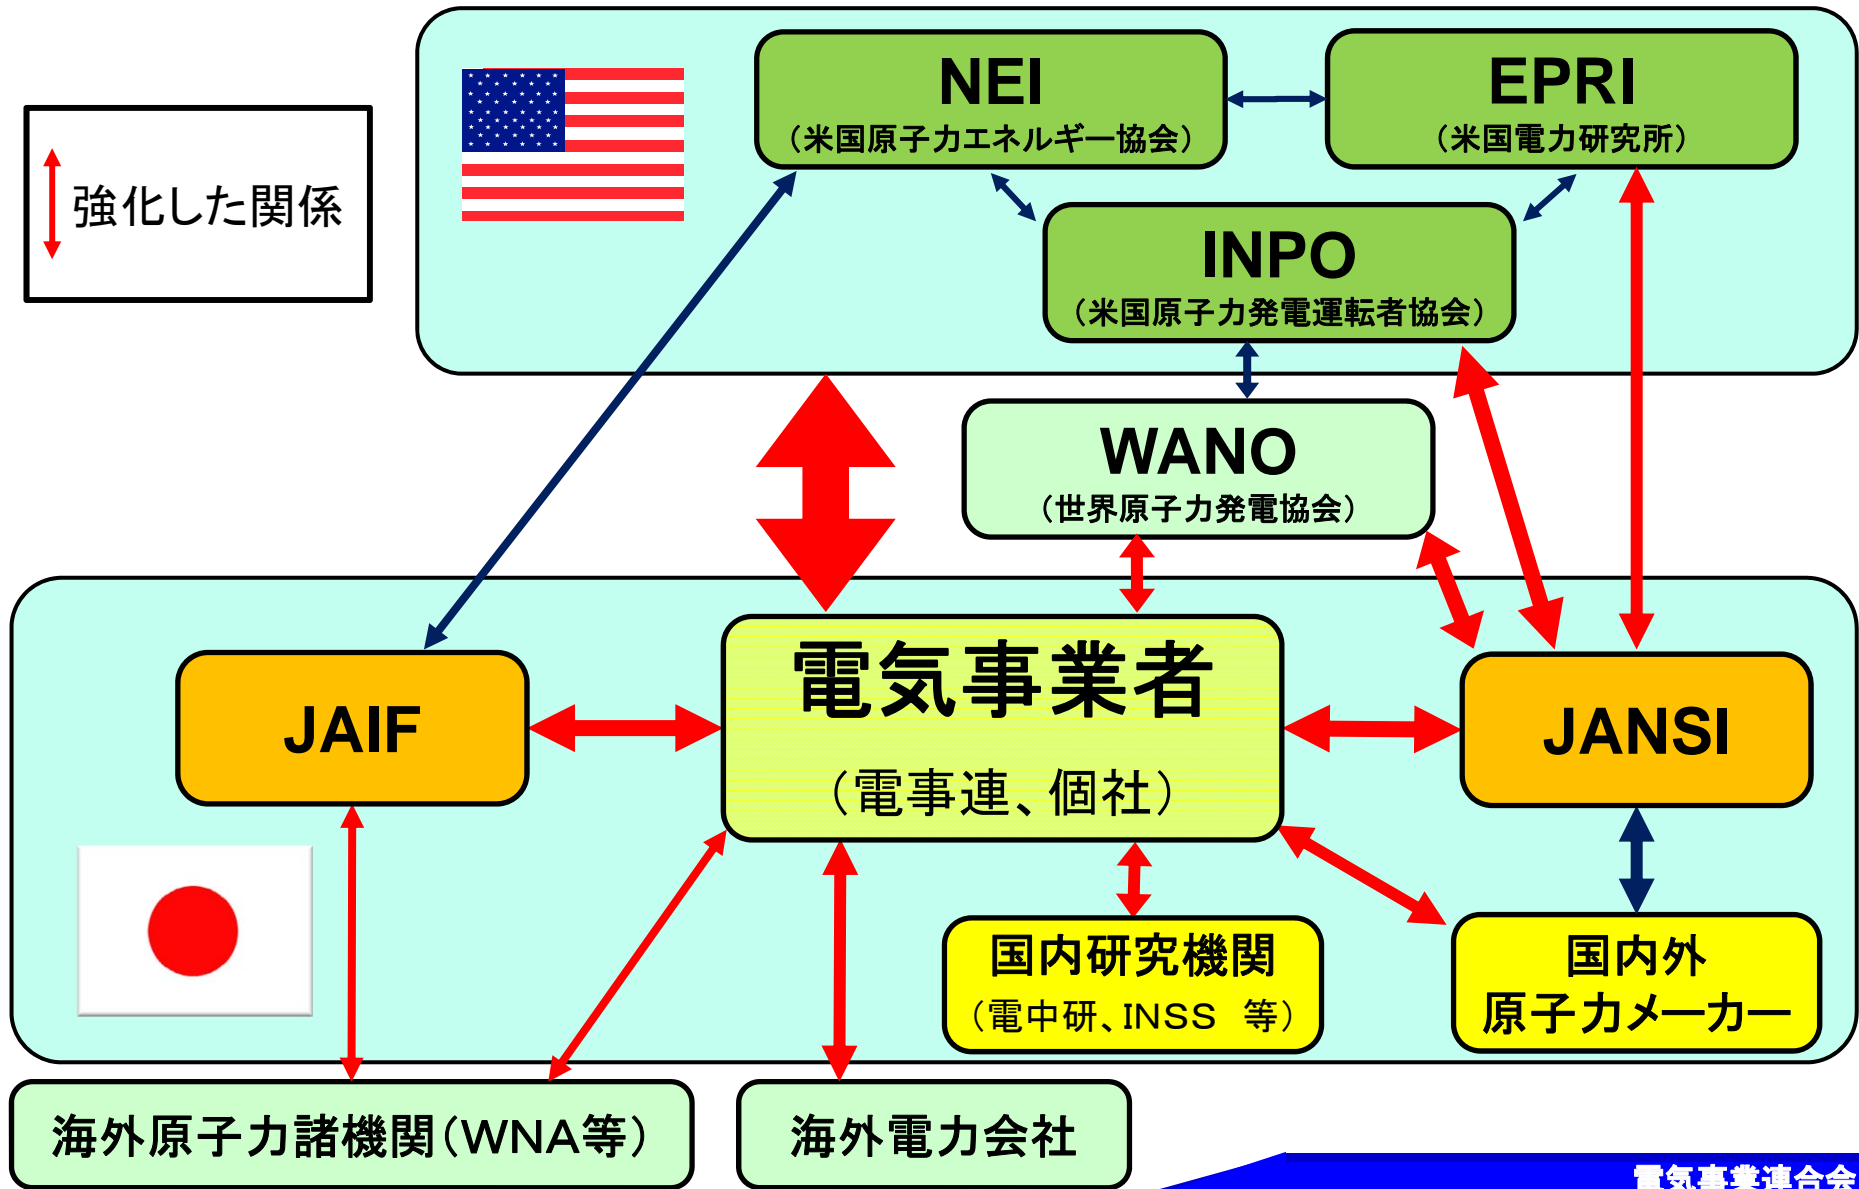 NEI
（米国原子力エネルギー協会）
EPRI
（米国電力研究所）
強化した関係
INPO
（米国原子力発電運転者協会）
WANO
（世界原子力発電協会）
JAIF
電気事業者
（電事連、個社）
JANSI
国内研究機関
（電中研、INSS　等）
国内外
原子力メーカー
海外原子力諸機関（WNA等）
海外電力会社
電気事業連合会